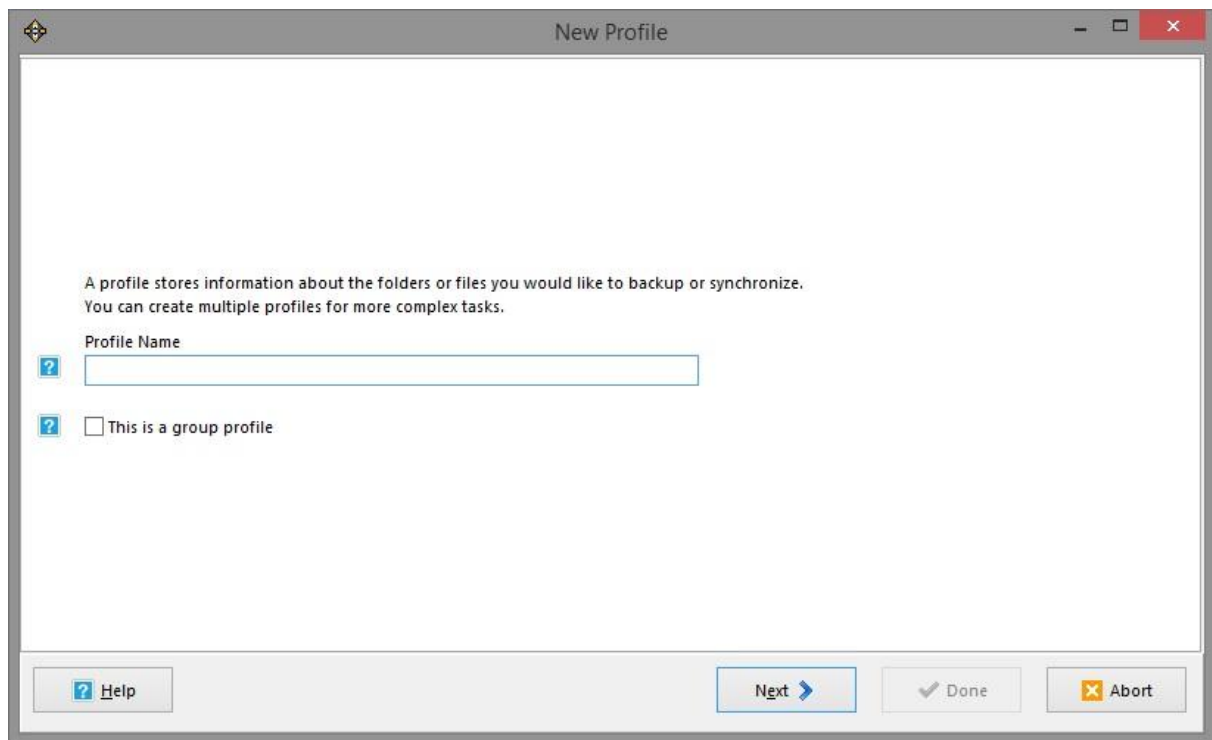 New Profile
A profile stores information about the folders or files you would like to backup or synchronize.
You can create multiple profiles for more complex tasks.
Profile Name
This is a group profile
Help
Next
Done
Abort